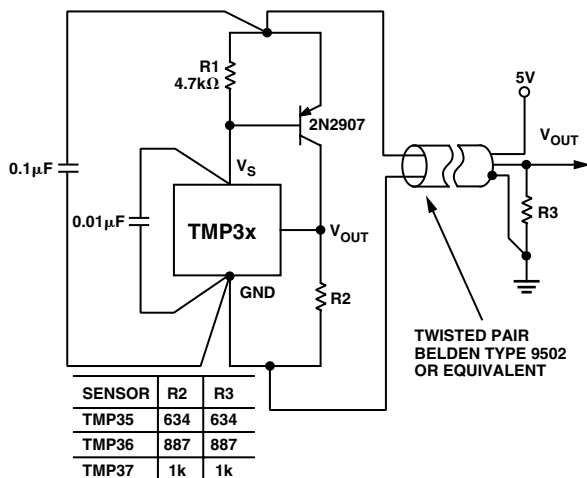 R1
4.7kΩ
5V
2N2907
VOUT
0.1µF
VS
0.01µF
TMP3x
VOUT
R3
GND
R2
TWISTED PAIR
BELDEN TYPE 9502
OR EQUIVALENT
SENSOR R2 R3
TMP35 634 634
TMP36 887 887
TMP37 1k 1k